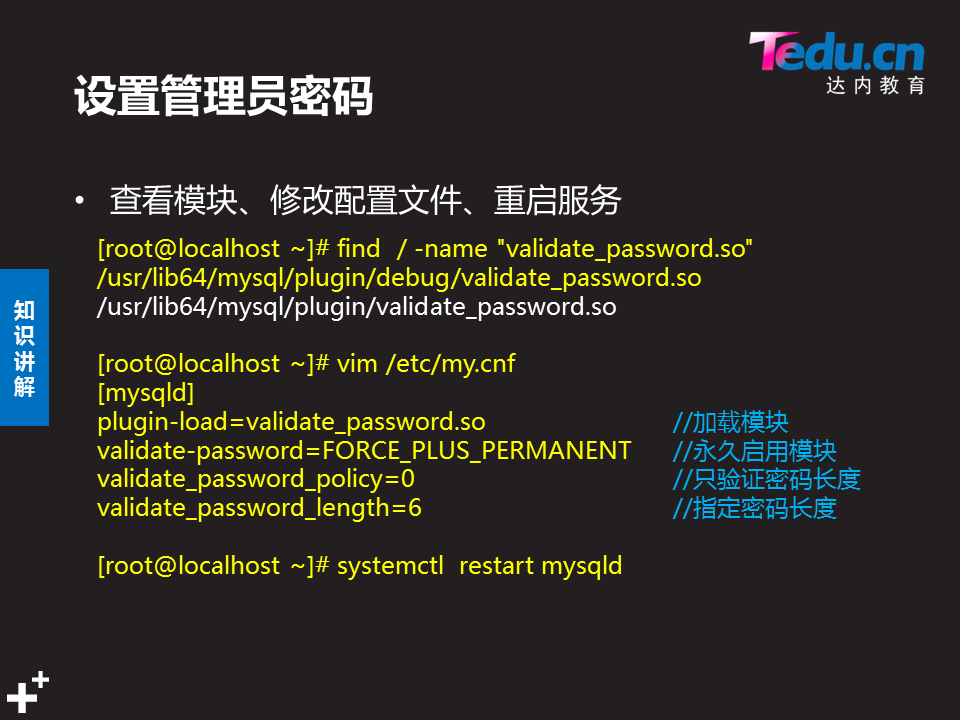 Tedu.cn
达内教育
设置管理员密码
• 查看模块、修改配置文件、重启服务
[root@localhost ~]# find  / -name "validate_password.so"
/usr/lib64/mysql/plugin/debug/validate_password.so
/usr/lib64/mysql/plugin/validate_password.so
[root@localhost ~]# vim /etc/my.cnf
[mysqld]
plugin-load=validate_password.so //加载模块
validate-password=FORCE_PLUS_PERMANENT //永久启用模块
validate_password_policy=0 //只验证密码长度
validate_password_length=6 //指定密码长度
[root@localhost ~]# systemctl  restart mysqld
知识讲解